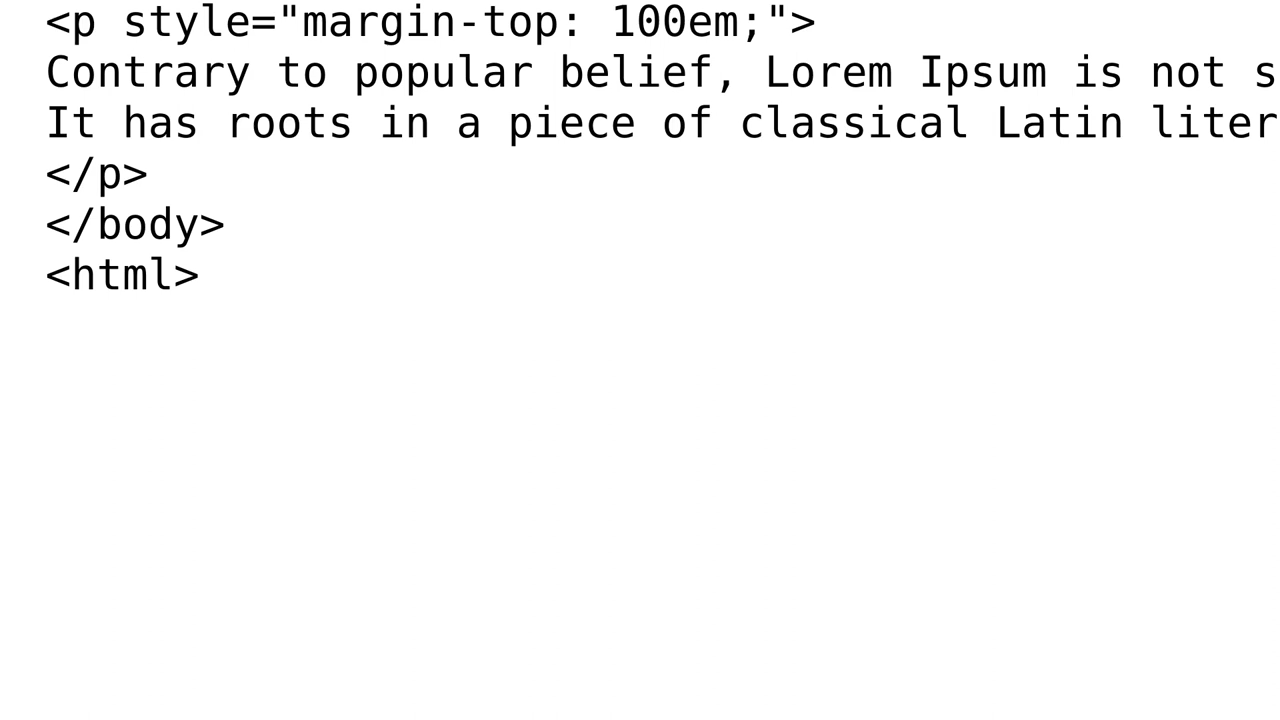 <p style="margin-top: 100em;">
Contrary to popular belief, Lorem Ipsum is not s
It has roots in a piece of classical Latin liter
</p>
</body>
<html>